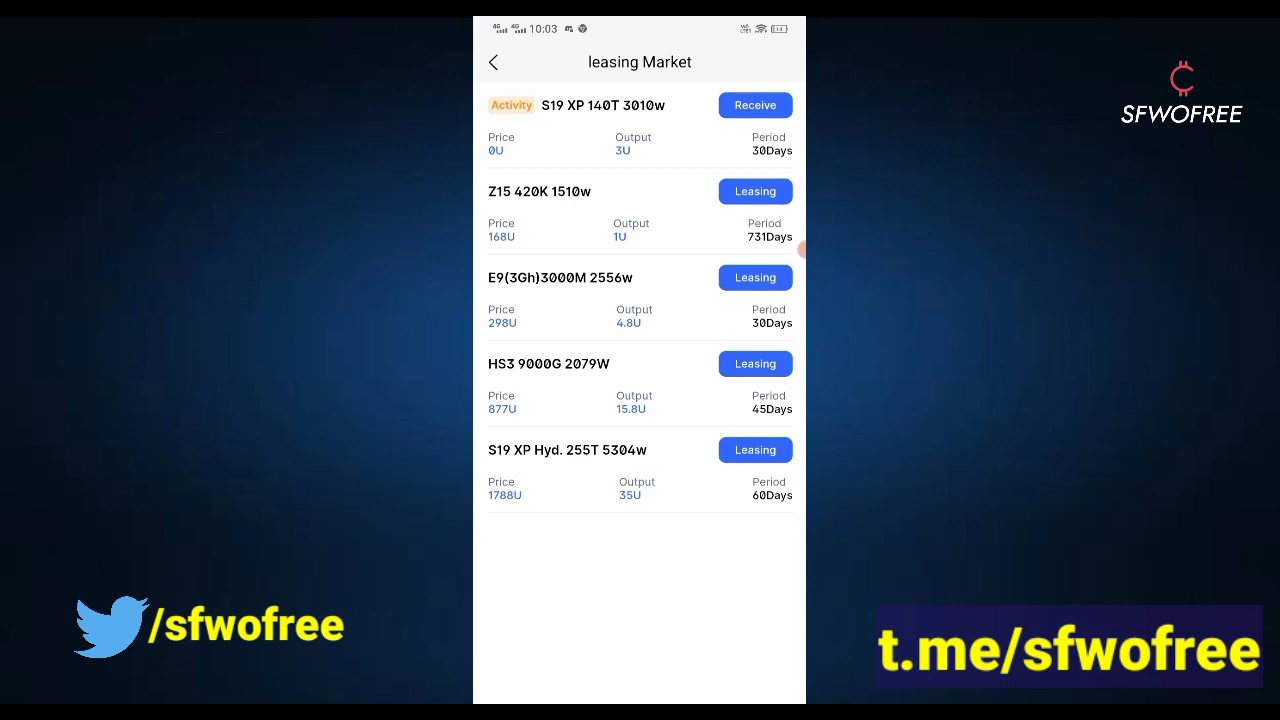 4G 4G 10:03
leasing Market
SFWOFREE
Activity S19 XP 140T 3010w Receive
Price Output Period
0U 3U 30Days
Z15 420K 1510w Leasing
Price Output Period
168U 1U 731Days
E9(3Gh)3000M 2556w Leasing
Price Output Period
298U 4.8U 30Days
HS3 9000G 2079W Leasing
Price Output Period
877U 15.8U 45Days
S19 XP Hyd. 255T 5304w Leasing
Price Output Period
1788U 35U 60Days
/sfwofree
t.me/sfwofree